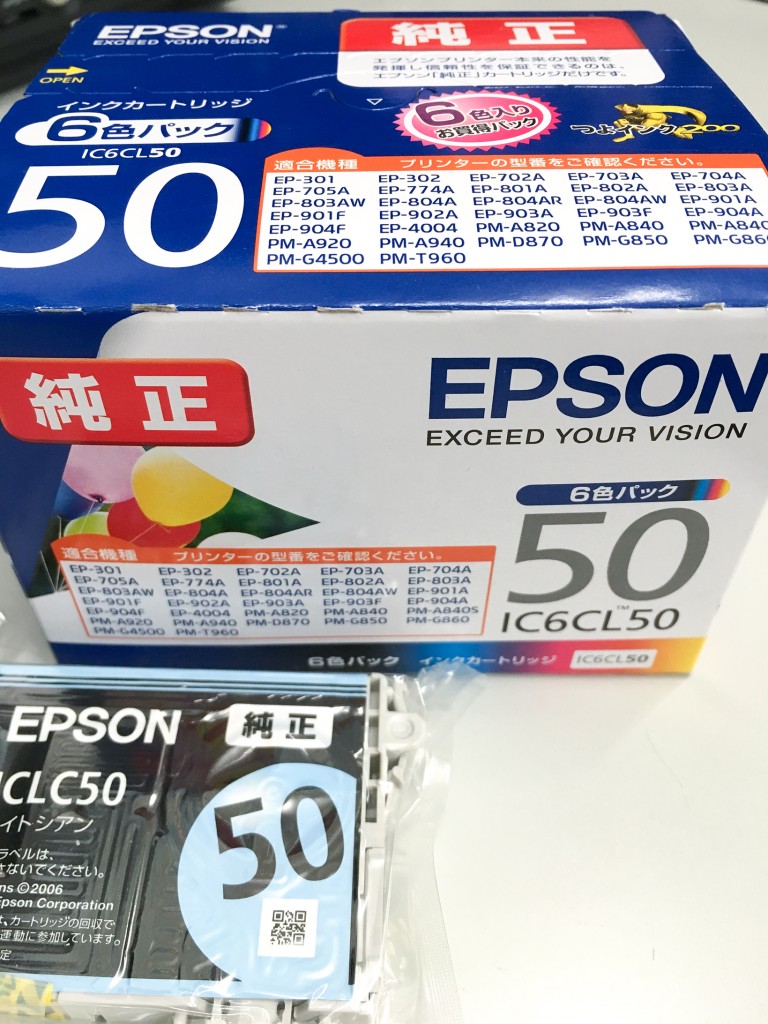 EPSON
EXCEED YOUR VISION
純正
エプソンプリンター本来の性能を
発揮し信頼性を保証できるのは、
エプソン「純正」カートリッジだけです。
OPEN
インクカートリッジ
6色パック
IC6CL50
50
6色入り
お買得パック
つよインク200
適合機種 プリンターの型番をご確認ください。
EP-301 EP-302 EP-702A EP-703A EP-704A
EP-705A EP-774A EP-801A EP-802A EP-803A
EP-803AW EP-804A EP-804AR EP-804AW EP-901A
EP-901F EP-902A EP-903A EP-903F EP-904A
EP-904F EP-4004 PM-A820 PM-A840 PM-A840
PM-A920 PM-A940 PM-D870 PM-G850 PM-G86
PM-G4500 PM-T960
純正
EPSON
EXCEED YOUR VISION
6色パック
50
IC6CL50
適合機種 プリンターの型番をご確認ください。
EP-301 EP-302 EP-702A EP-703A EP-704A
EP-705A EP-774A EP-801A EP-802A EP-803A
EP-803AW EP-804A EP-804AR EP-804AW EP-901A
EP-901F EP-902A EP-903A EP-903F EP-904A
EP-904F EP-4004 PM-A820 PM-A840 PM-A840S
PM-A920 PM-A940 PM-D870 PM-G850 PM-G860
PM-G4500 PM-T960
6色パック インクカートリッジ IC6CL50
EPSON 純正
ICLC50
イトシアン
50
ラベルは、
さないでください。
ns ©2006
Epson Corporation
は、カートリッジの回収で
運動に参加しています。
定